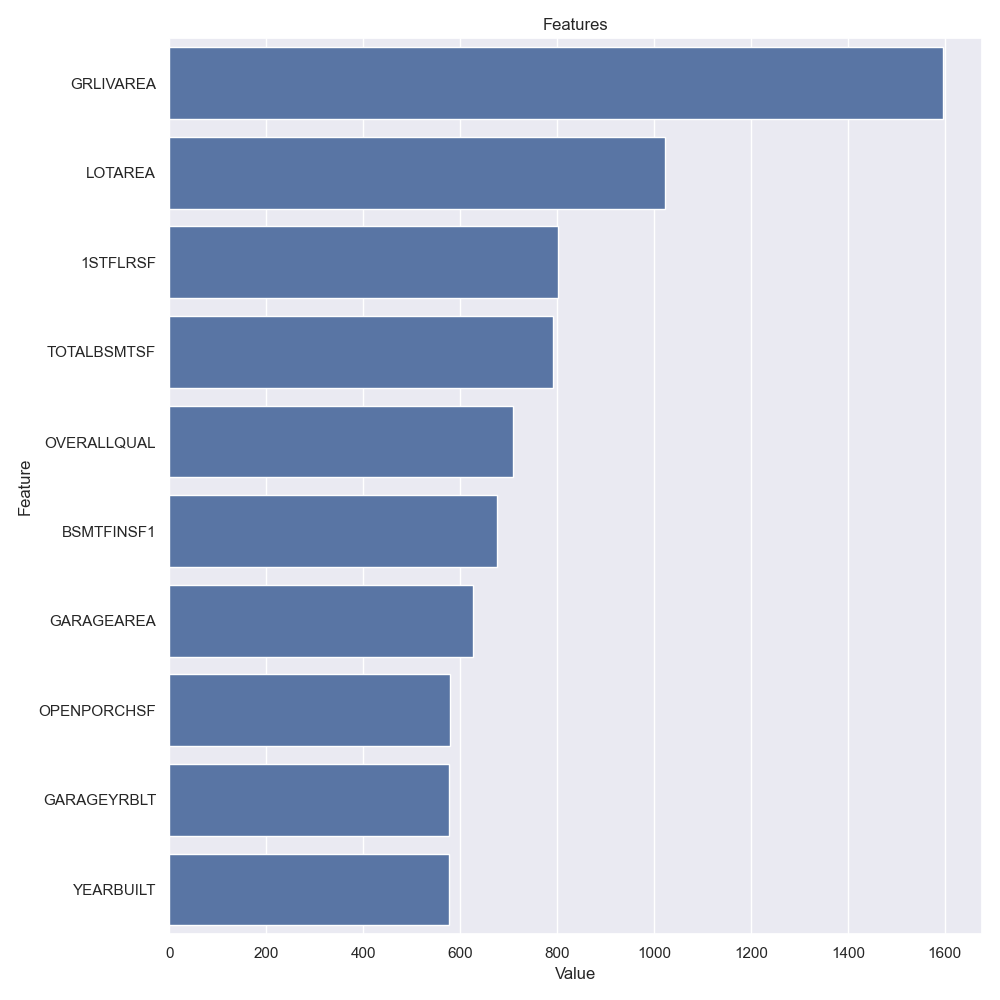 Features
GRLIVAREA
LOTAREA
1STFLRSF
TOTALBSMTSF
OVERALLQUAL
BSMTFINSF1
GARAGEAREA
OPENPORCHSF
GARAGEYRBLT
YEARBUILT
Feature
0 200 400 600 800 1000 1200 1400 1600
Value